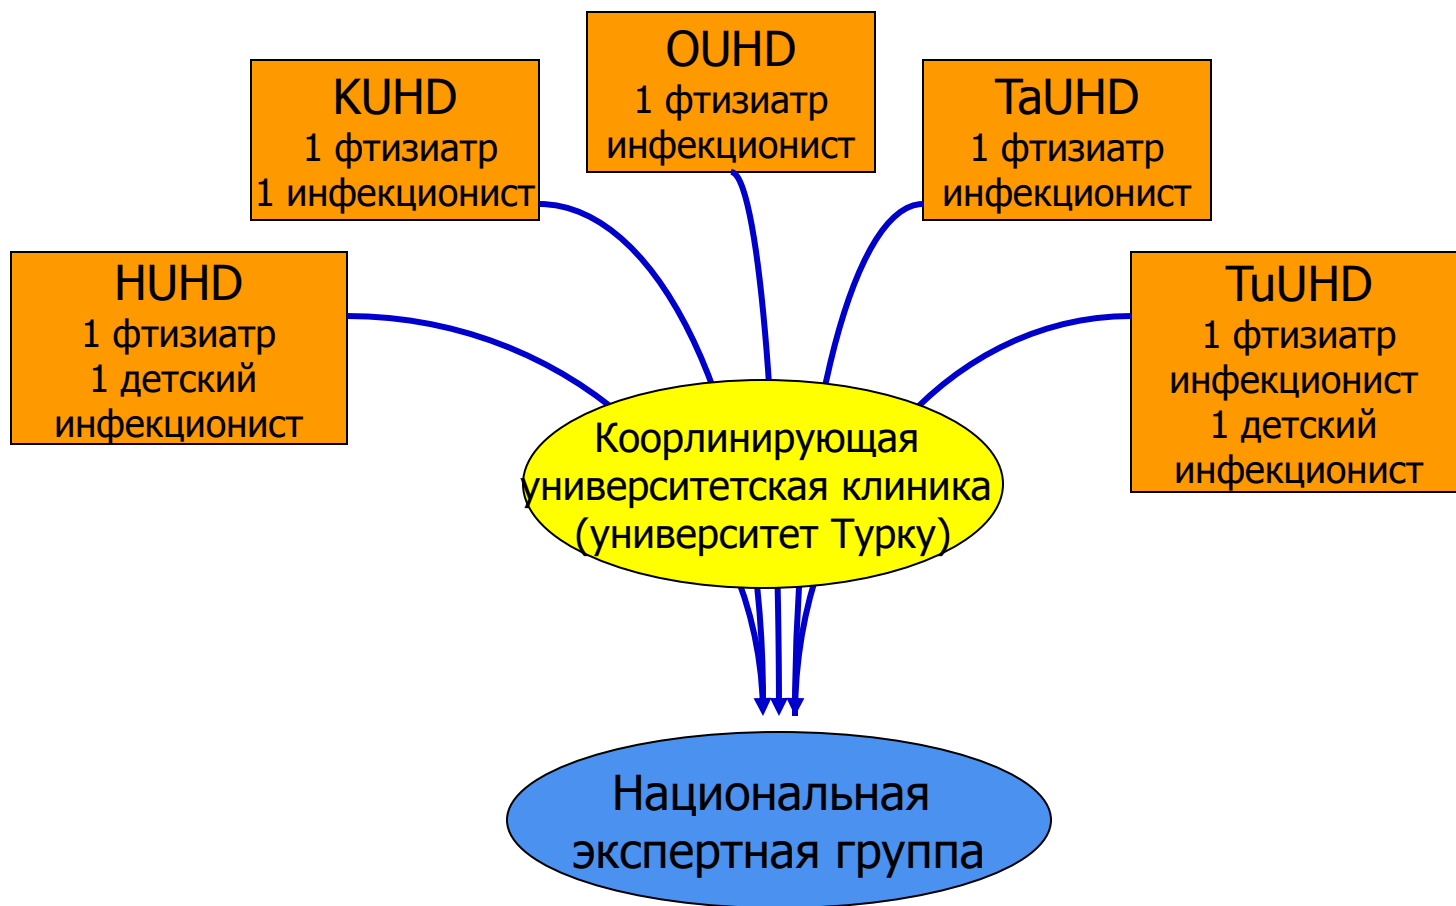 OUHD
1 фтизиатр
инфекционист
KUHD
1 фтизиатр
1 инфекционист
TaUHD
1 фтизиатр
инфекционист
HUHD
1 фтизиатр
1 детский
инфекционист
TuUHD
1 фтизиатр
инфекционист
1 детский
инфекционист
Коорлинирующая
университетская клиника
(университет Турку)
Национальная
экспертная группа